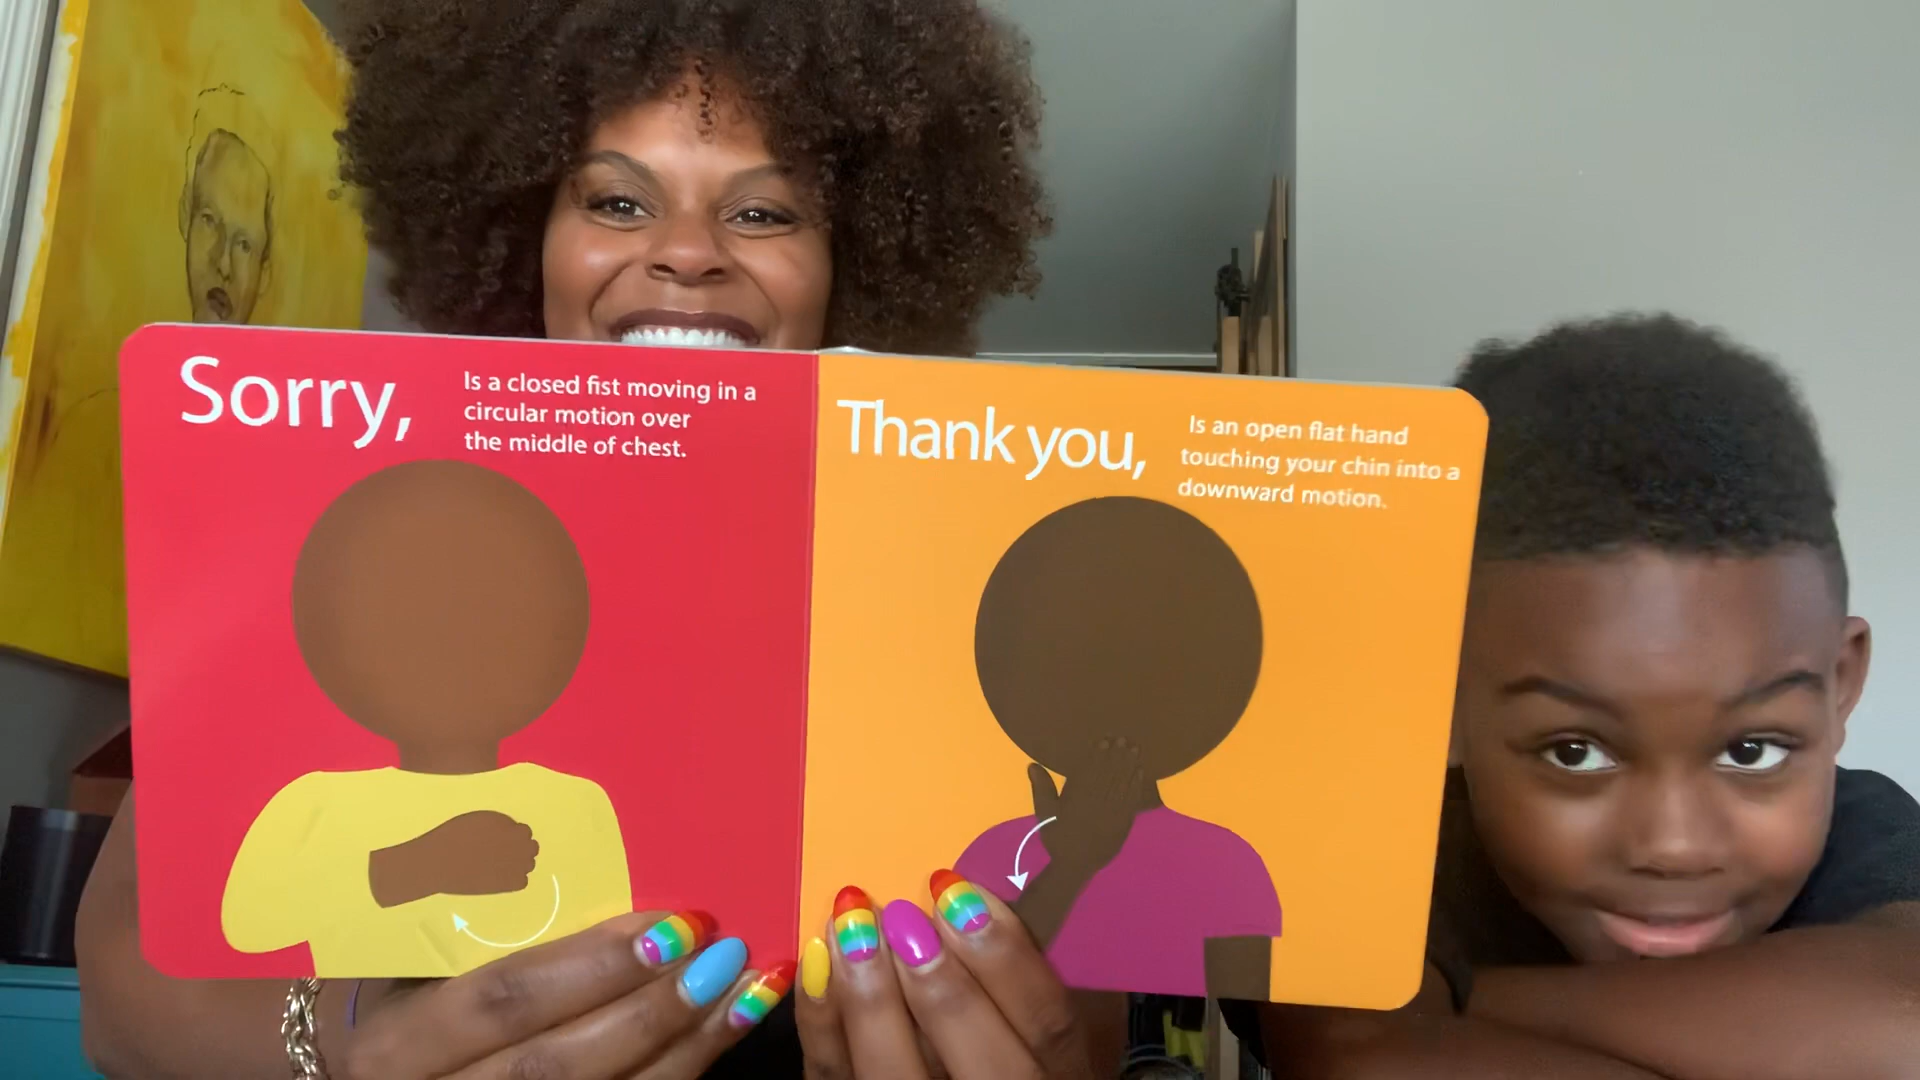 Sorry,
Is a closed fist moving in a
circular motion over
the middle of chest.
Thank you,
Is an open flat hand
touching your chin into a
downward motion.